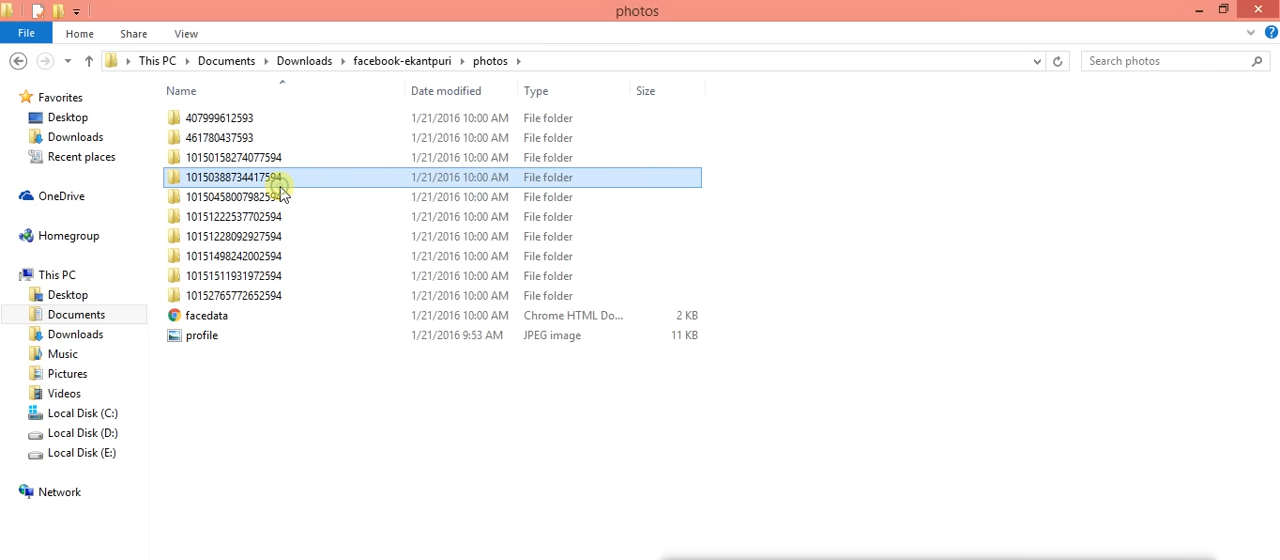 photos
File Home Share View
This PC Documents Downloads facebook-ekantpuri photos Search photos
Name Date modified Type Size
Favorites
Desktop
Downloads
Recent places
OneDrive
Homegroup
This PC
Desktop
Documents
Downloads
Music
Pictures
Videos
Local Disk (C:)
Local Disk (D:)
Local Disk (E:)
Network
407999612593 1/21/2016 10:00 AM File folder
461780437593 1/21/2016 10:00 AM File folder
10150158274077594 1/21/2016 10:00 AM File folder
10150388734417594 1/21/2016 10:00 AM File folder
10150458007982594 1/21/2016 10:00 AM File folder
10151222537702594 1/21/2016 10:00 AM File folder
10151228092927594 1/21/2016 10:00 AM File folder
10151498242002594 1/21/2016 10:00 AM File folder
10151511931972594 1/21/2016 10:00 AM File folder
10152765772652594 1/21/2016 10:00 AM File folder
facedata 1/21/2016 10:00 AM Chrome HTML Do... 2 KB
profile 1/21/2016 9:53 AM JPEG image 11 KB